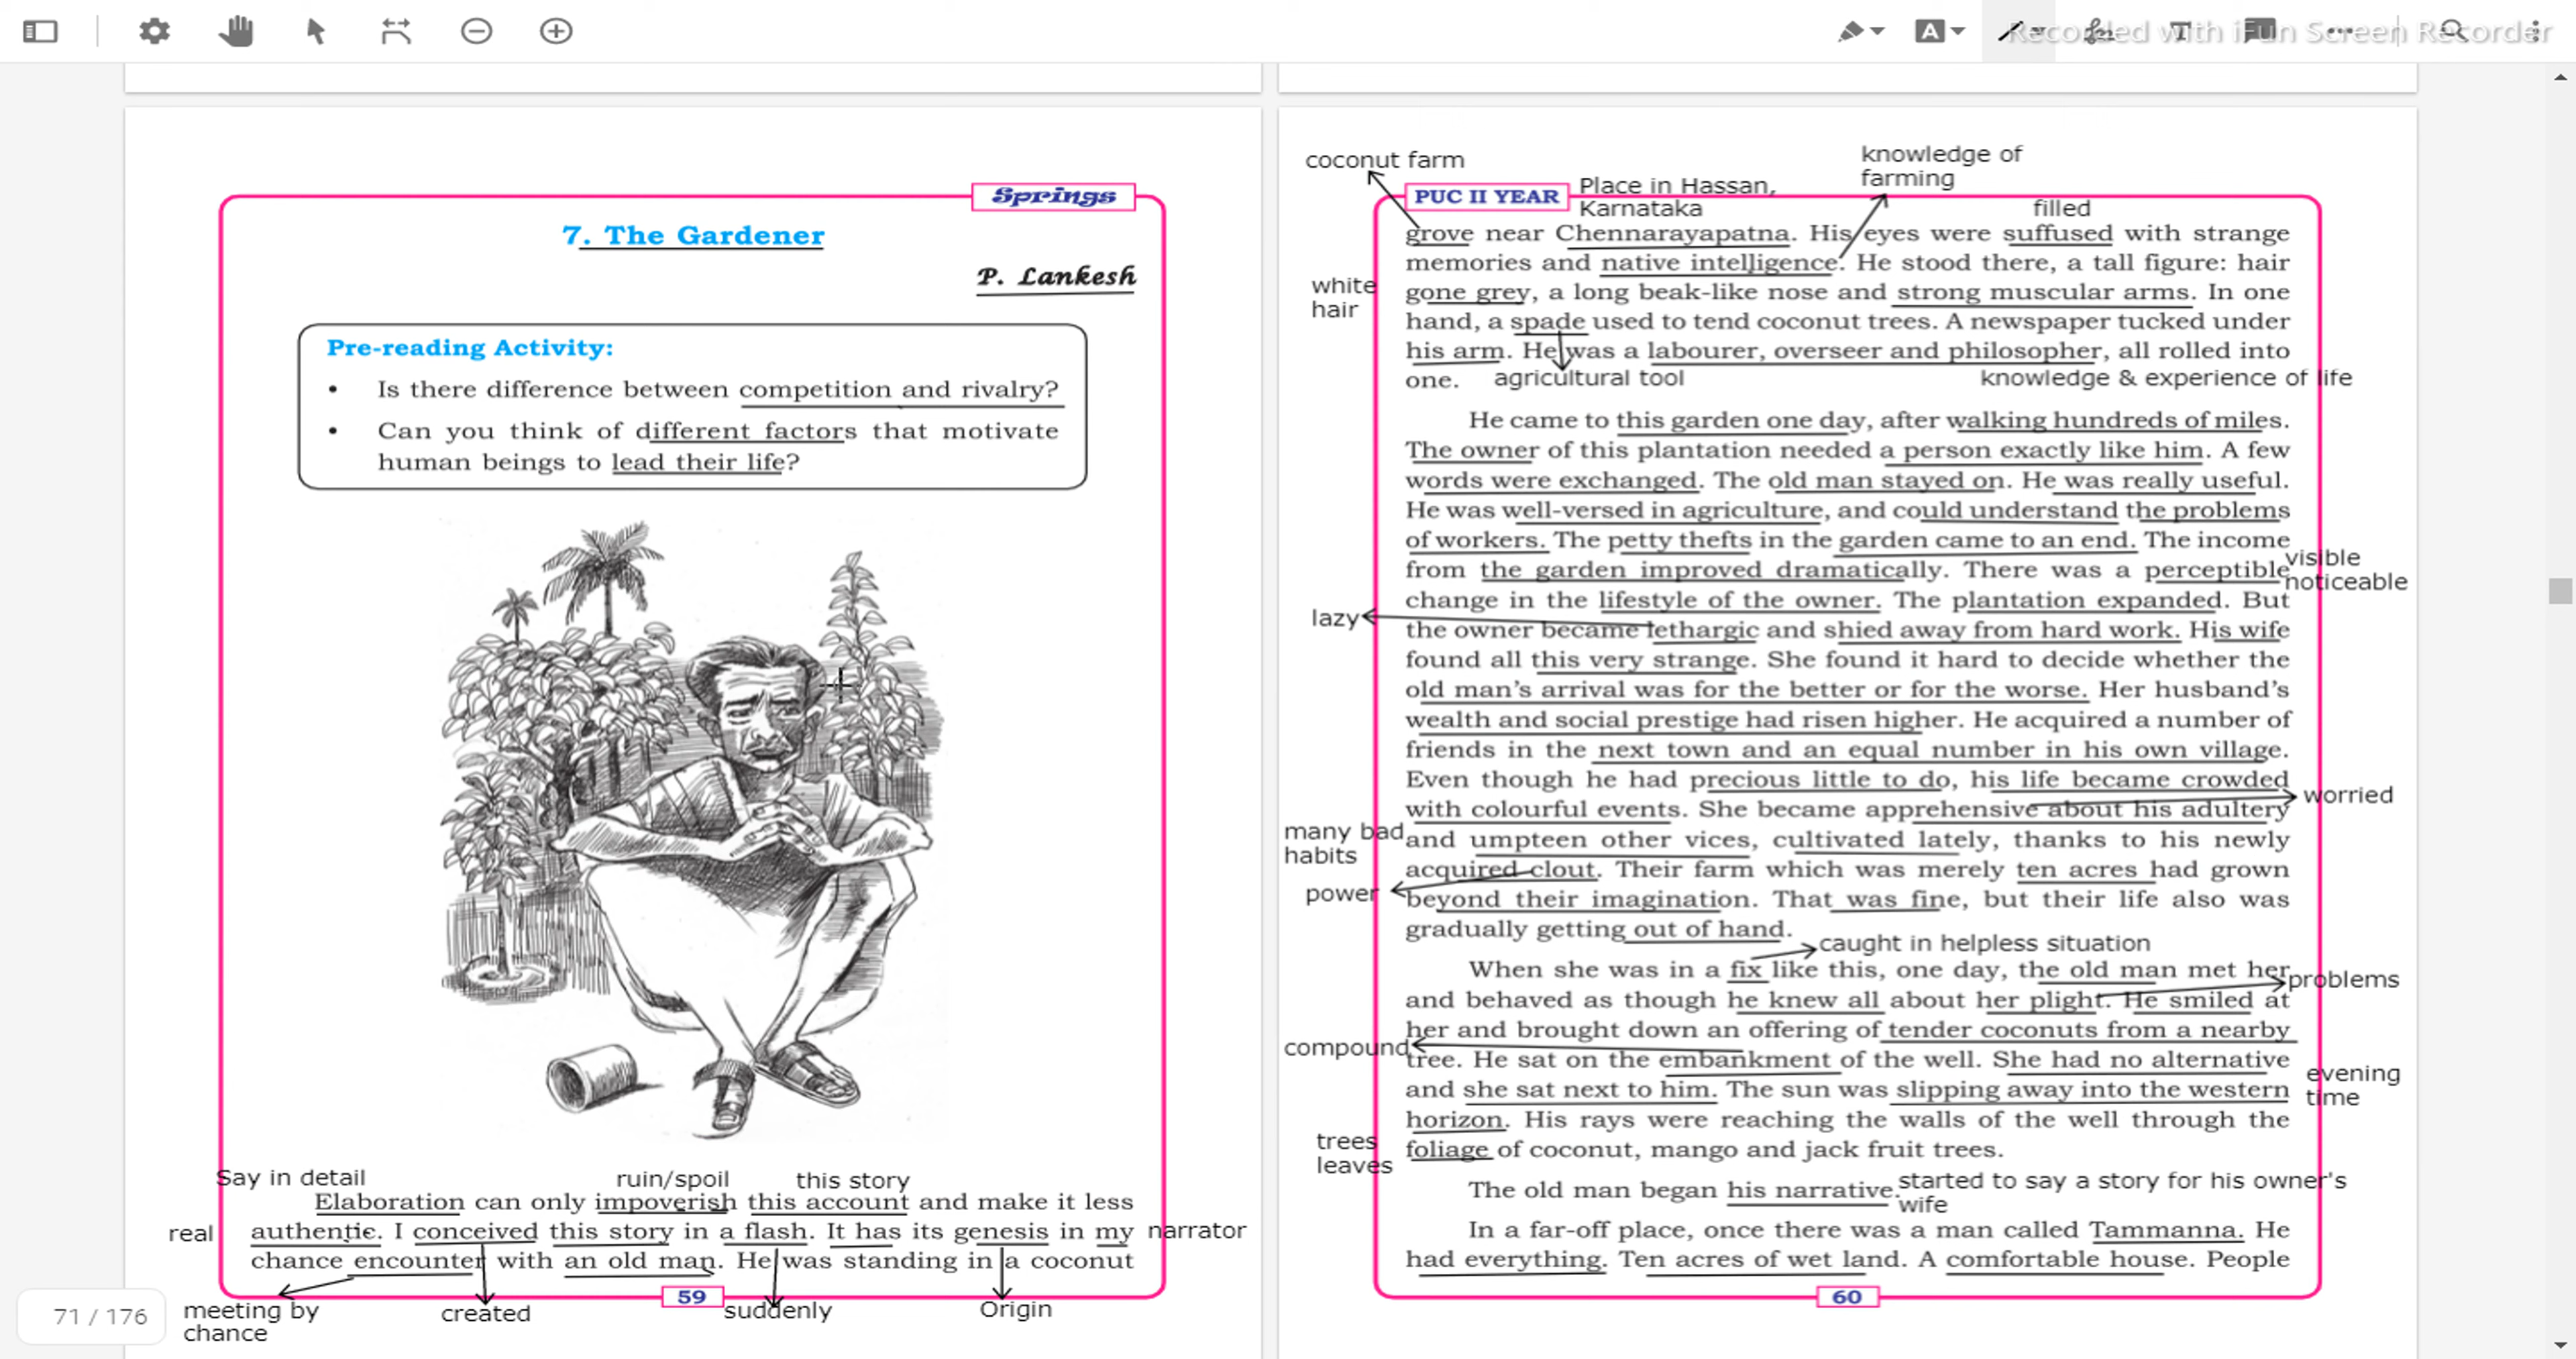 Recorded with iFun Screen Recorder
Springs
7. The Gardener
P. Lankesh
Pre-reading Activity:
• Is there difference between competition and rivalry?
• Can you think of different factors that motivate
human beings to lead their life?
Say in detail
ruin/spoil
this story
Elaboration can only impoverish this account and make it less
real
authentic. I conceived this story in a flash. It has its genesis in my
narrator
chance encounter with an old man. He was standing in a coconut
59
meeting by
chance
created
suddenly
Origin
71 / 176
coconut farm
knowledge of
farming
PUC II YEAR
Place in Hassan,
Karnataka
filled
grove near Chennarayapatna. His eyes were suffused with strange
memories and native intelligence. He stood there, a tall figure: hair
white
hair
gone grey, a long beak-like nose and strong muscular arms. In one
hand, a spade used to tend coconut trees. A newspaper tucked under
his arm. He was a labourer, overseer and philosopher, all rolled into
one.
agricultural tool
knowledge & experience of life
He came to this garden one day, after walking hundreds of miles.
The owner of this plantation needed a person exactly like him. A few
words were exchanged. The old man stayed on. He was really useful.
He was well-versed in agriculture, and could understand the problems
of workers. The petty thefts in the garden came to an end. The income
visible
noticeable
from the garden improved dramatically. There was a perceptible
change in the lifestyle of the owner. The plantation expanded. But
lazy
the owner became lethargic and shied away from hard work. His wife
found all this very strange. She found it hard to decide whether the
old man's arrival was for the better or for the worse. Her husband's
wealth and social prestige had risen higher. He acquired a number of
friends in the next town and an equal number in his own village.
Even though he had precious little to do, his life became crowded
worried
with colourful events. She became apprehensive about his adultery
many bad
habits
and umpteen other vices, cultivated lately, thanks to his newly
power
acquired clout. Their farm which was merely ten acres had grown
beyond their imagination. That was fine, but their life also was
gradually getting out of hand.
caught in helpless situation
When she was in a fix like this, one day, the old man met her
problems
and behaved as though he knew all about her plight. He smiled at
her and brought down an offering of tender coconuts from a nearby
compound
tree. He sat on the embankment of the well. She had no alternative
evening
time
and she sat next to him. The sun was slipping away into the western
horizon. His rays were reaching the walls of the well through the
trees
leaves
foliage of coconut, mango and jack fruit trees.
The old man began his narrative.
started to say a story for his owner's
wife
In a far-off place, once there was a man called Tammanna. He
had everything. Ten acres of wet land. A comfortable house. People
60